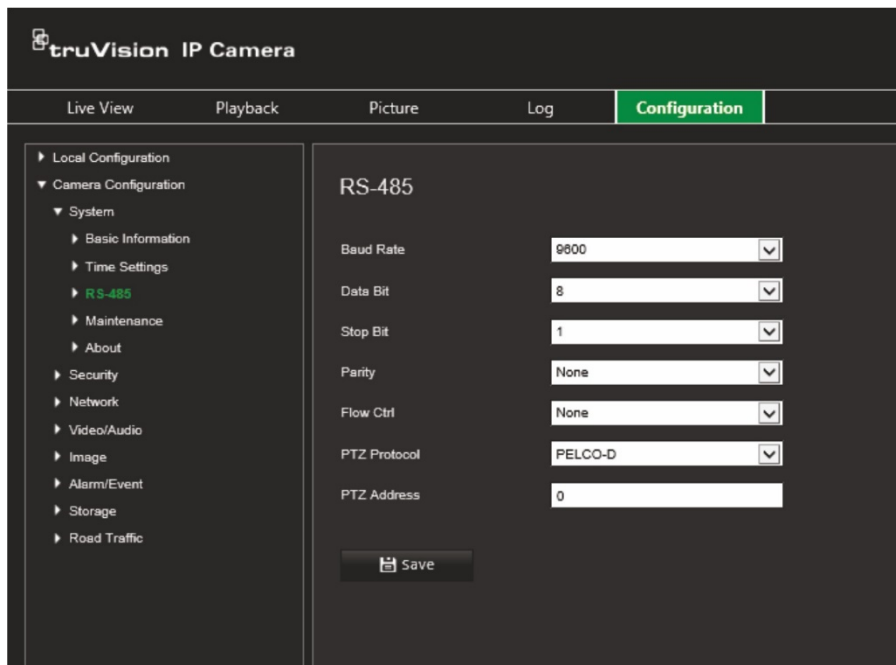 truVision IP Camera
Live View Playback Picture Log Configuration
Local Configuration
Camera Configuration
System
Basic Information
Time Settings
RS-485
Maintenance
About
Security
Network
Video/Audio
Image
Alarm/Event
Storage
Road Traffic
RS-485
Baud Rate 9600
Data Bit 8
Stop Bit 1
Parity None
Flow Ctrl None
PTZ Protocol PELCO-D
PTZ Address 0
Save